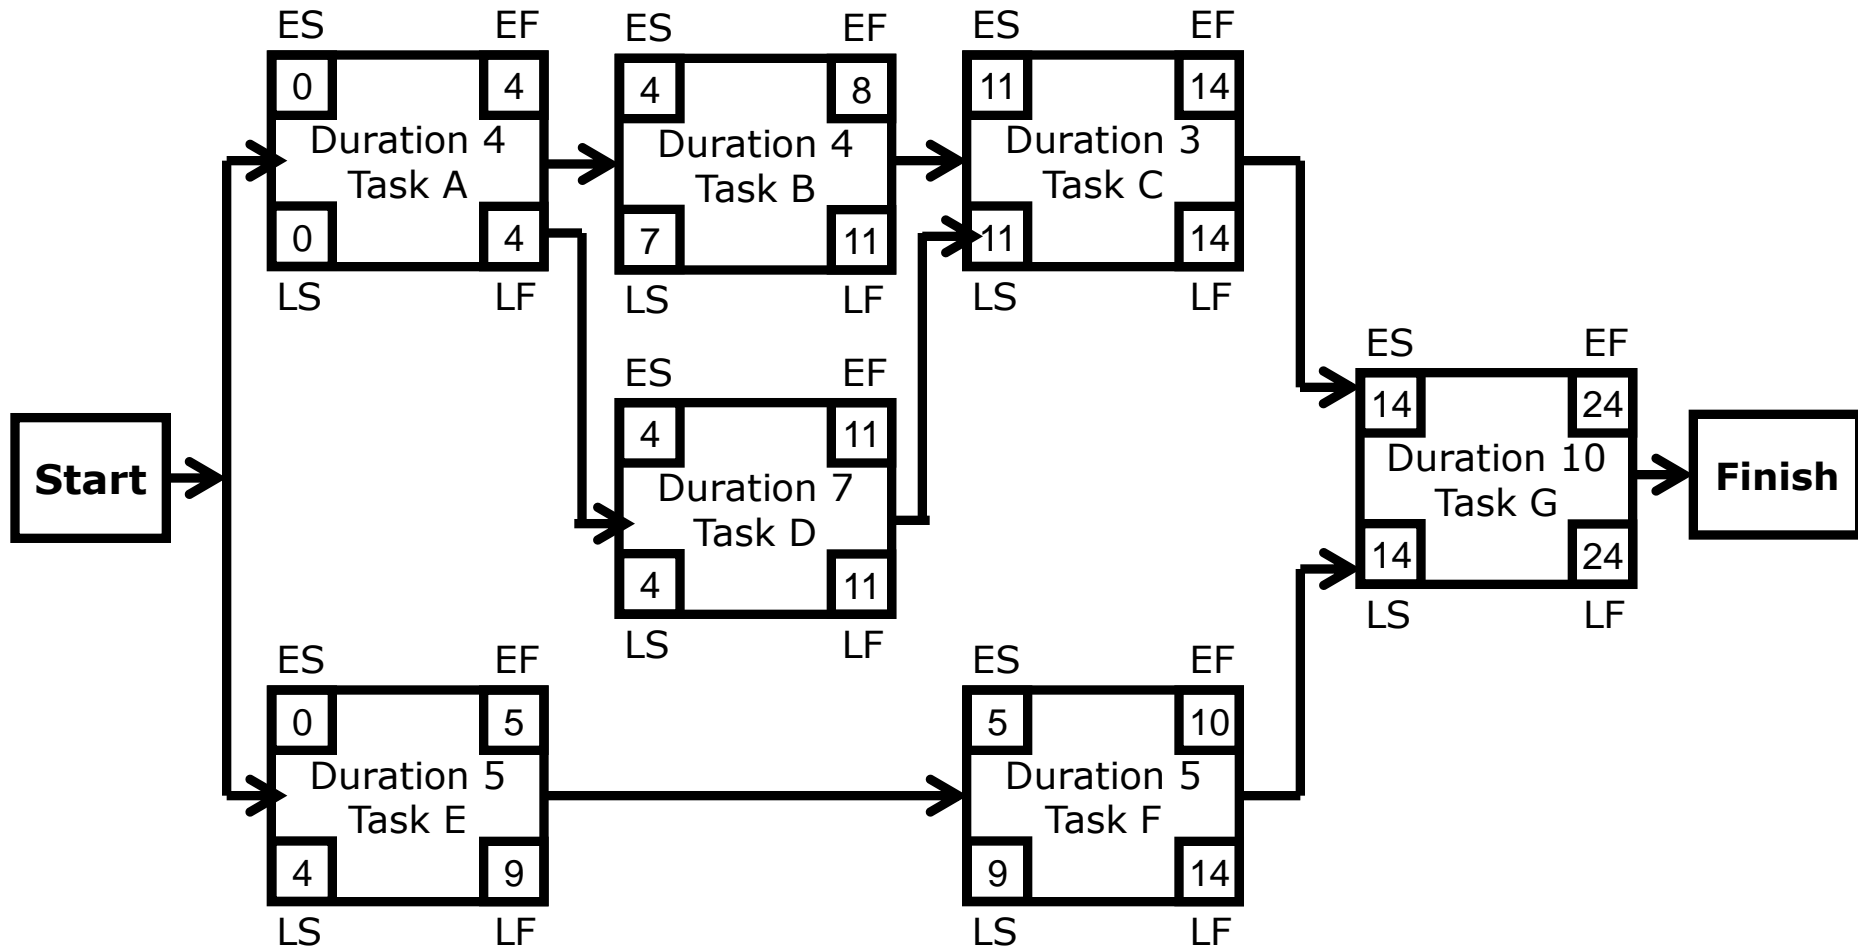 ES EF
0 4
Duration 4
Task A
0 4
LS LF
ES EF
4 8
Duration 4
Task B
7 11
LS LF
ES EF
11 14
Duration 3
Task C
11 14
LS LF
ES EF
4 11
Duration 7
Task D
4 11
LS LF
Start
ES EF
14 24
Duration 10
Task G
14 24
LS LF
Finish
ES EF
0 5
Duration 5
Task E
4 9
LS LF
ES EF
5 10
Duration 5
Task F
9 14
LS LF